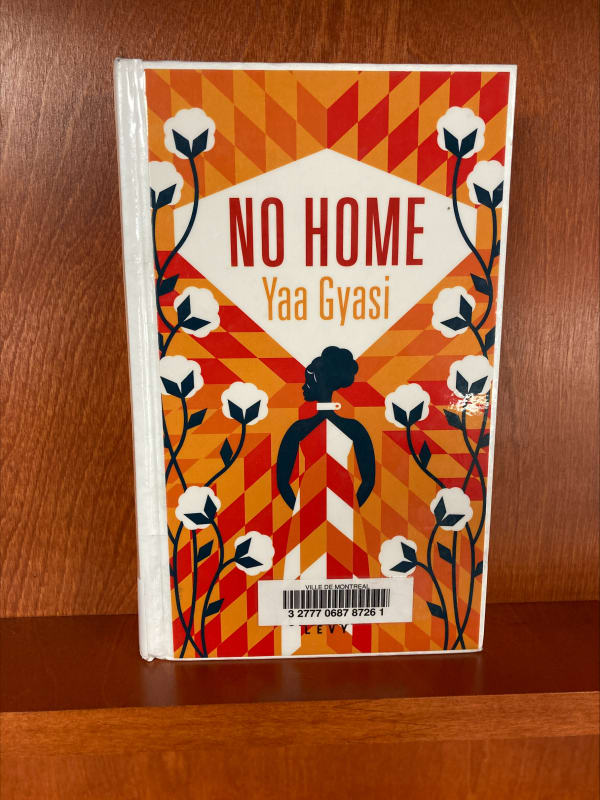 NO HOME
Yaa Gyasi
VILLE DE MONTREAL
3 2777 0687 8726 1
LEVY